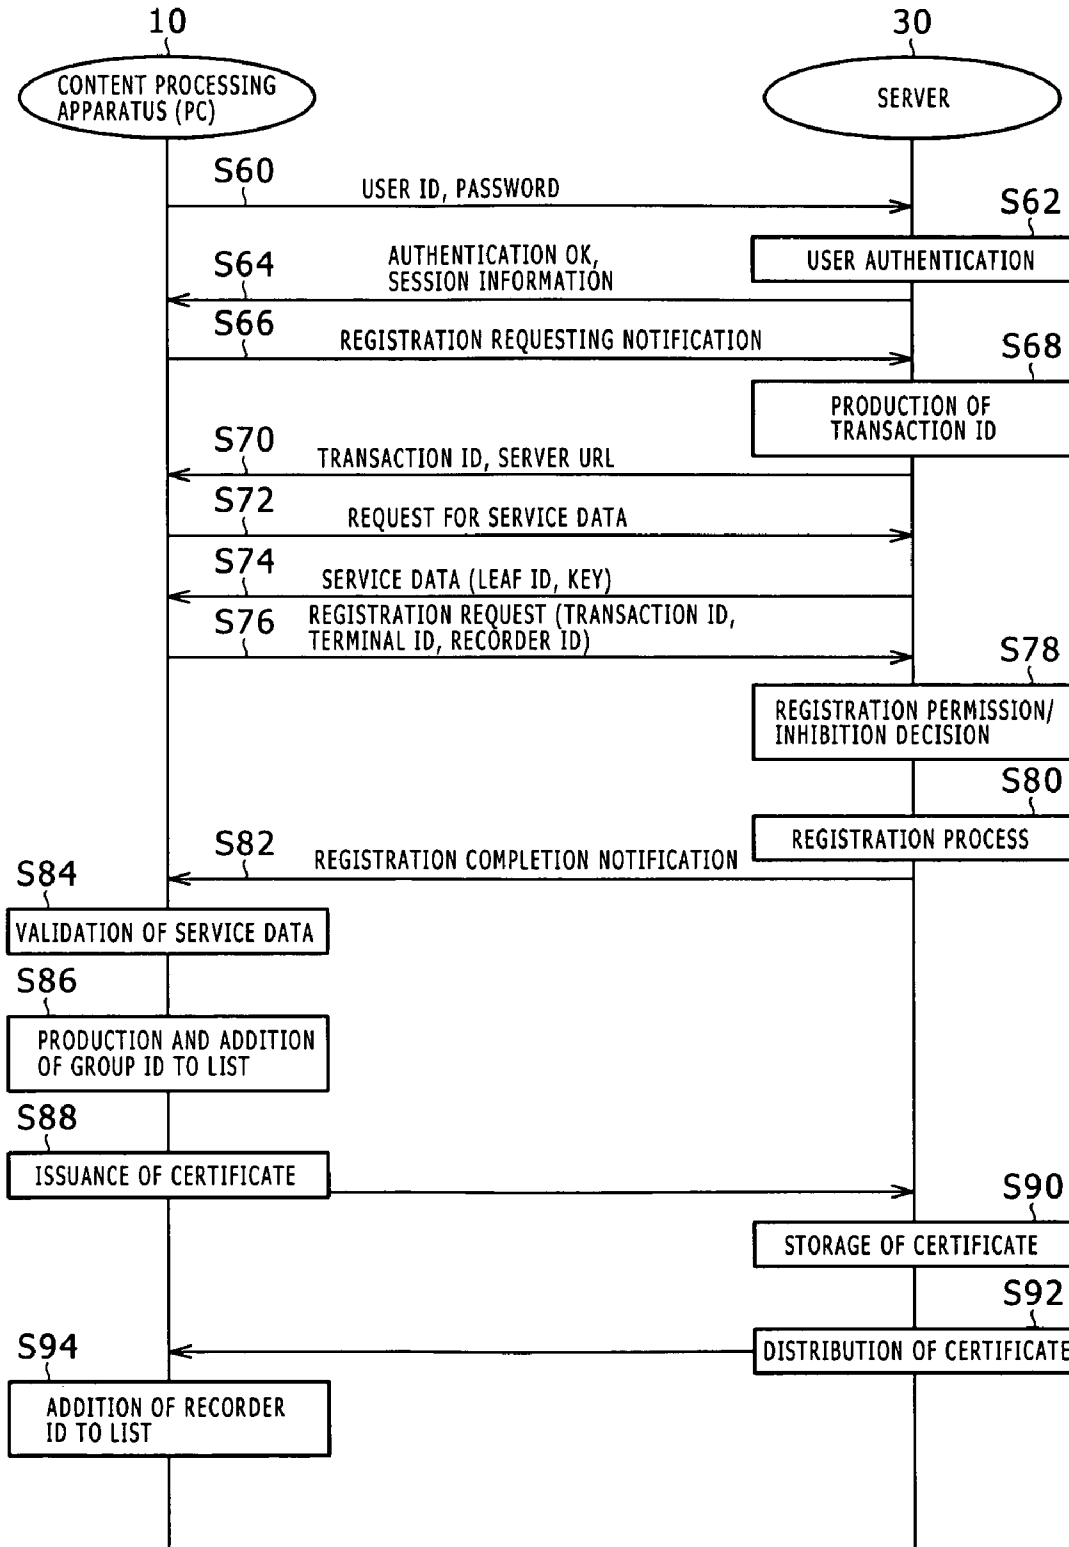 10
30
CONTENT PROCESSING
APPARATUS (PC)
SERVER
S60
USER ID, PASSWORD
S62
USER AUTHENTICATION
S64
AUTHENTICATION OK,
SESSION INFORMATION
S66
REGISTRATION REQUESTING NOTIFICATION
S68
PRODUCTION OF
TRANSACTION ID
S70
TRANSACTION ID, SERVER URL
S72
REQUEST FOR SERVICE DATA
S74
SERVICE DATA (LEAF ID, KEY)
S76
REGISTRATION REQUEST (TRANSACTION ID,
TERMINAL ID, RECORDER ID)
S78
REGISTRATION PERMISSION/
INHIBITION DECISION
S80
REGISTRATION PROCESS
S82
REGISTRATION COMPLETION NOTIFICATION
S84
VALIDATION OF SERVICE DATA
S86
PRODUCTION AND ADDITION
OF GROUP ID TO LIST
S88
ISSUANCE OF CERTIFICATE
S90
STORAGE OF CERTIFICATE
S92
DISTRIBUTION OF CERTIFICATE
S94
ADDITION OF RECORDER
ID TO LIST